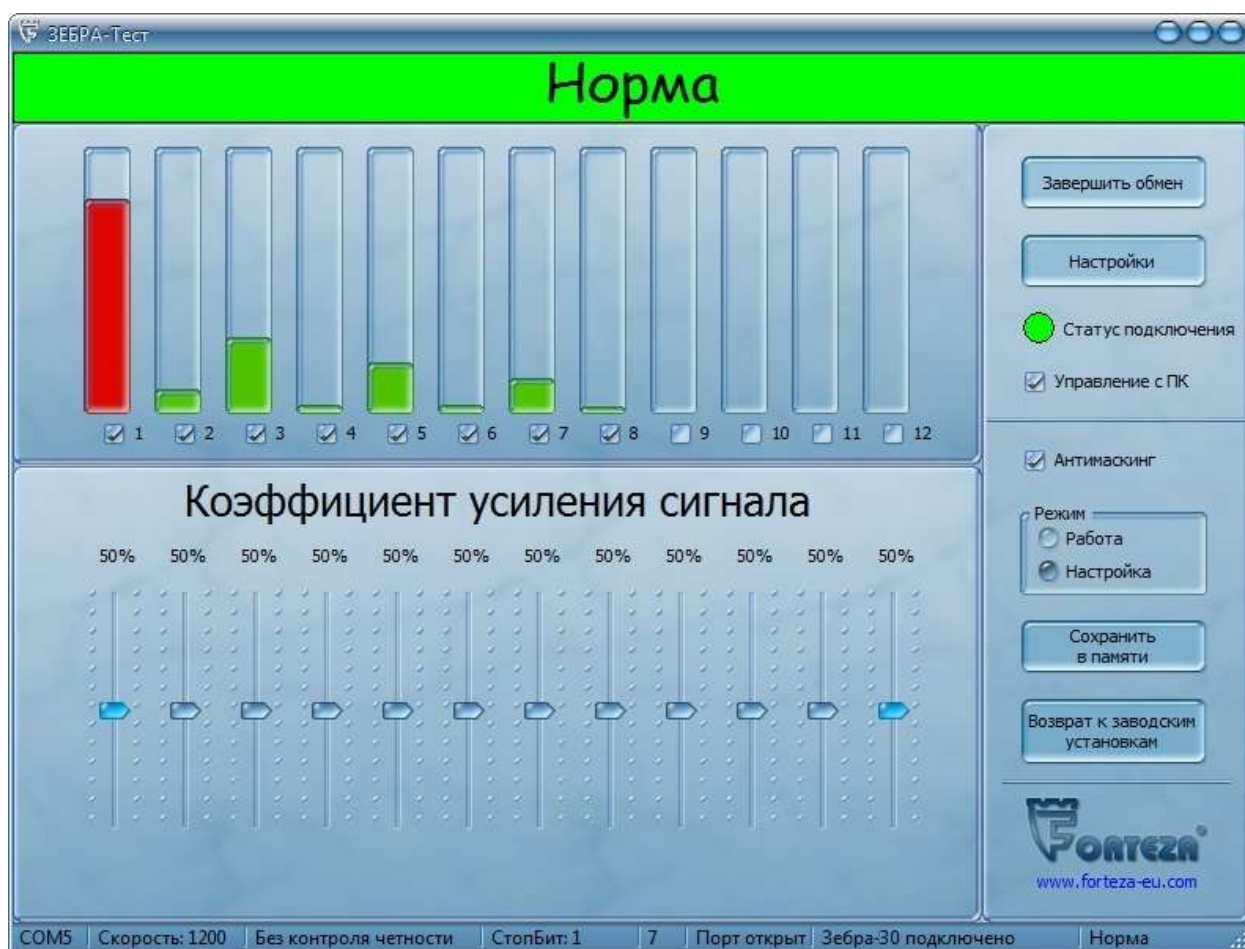 ЗЕБРА-Тест
Норма
1 2 3 4 5 6 7 8 9 10 11 12
Завершить обмен
Настройки
Статус подключения
Управление с ПК
Коэффициент усиления сигнала
50% 50% 50% 50% 50% 50% 50% 50% 50% 50% 50% 50%
Антимаскинг
Режим
Работа
Настройка
Сохранить
в памяти
Возврат к заводским
установкам
FORTEZA®
www.forteza-eu.com
COM5 Скорость: 1200 Без контроля четности СтопБит: 1 7 Порт открыт Зебра-30 подключено Норма